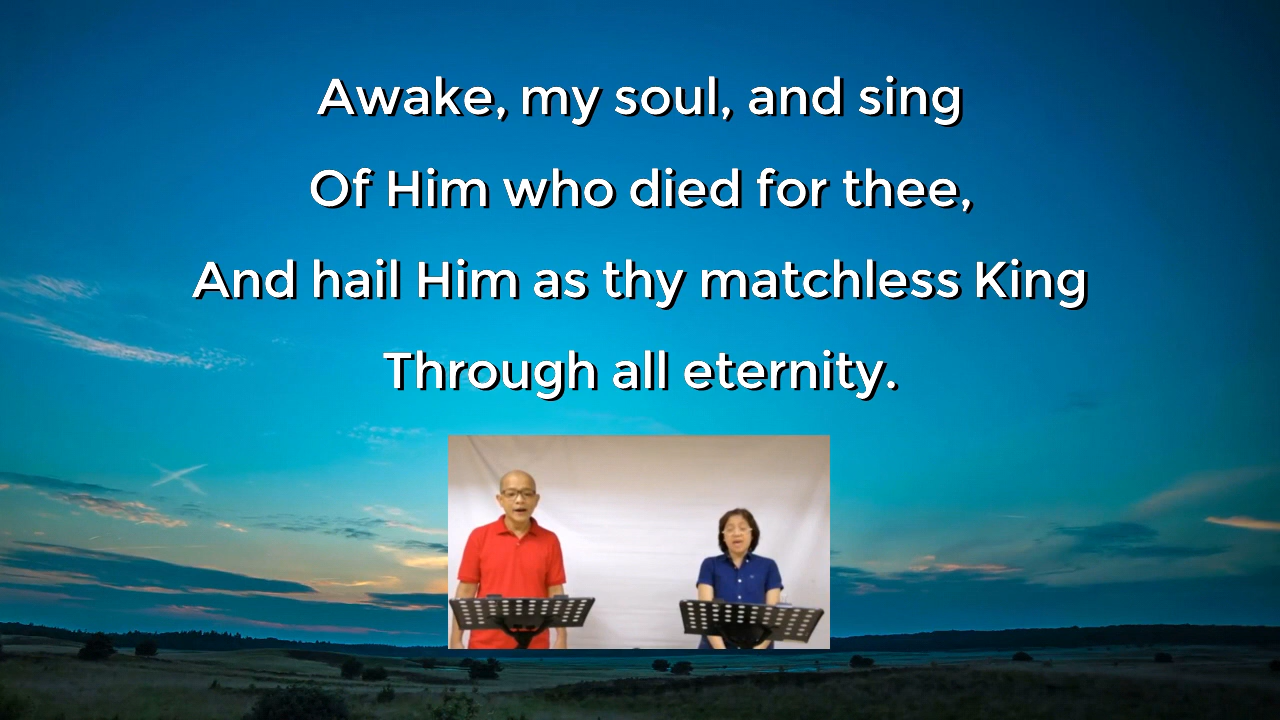 Awake, my soul, and sing
Of Him who died for thee,
And hail Him as thy matchless King
Through all eternity.